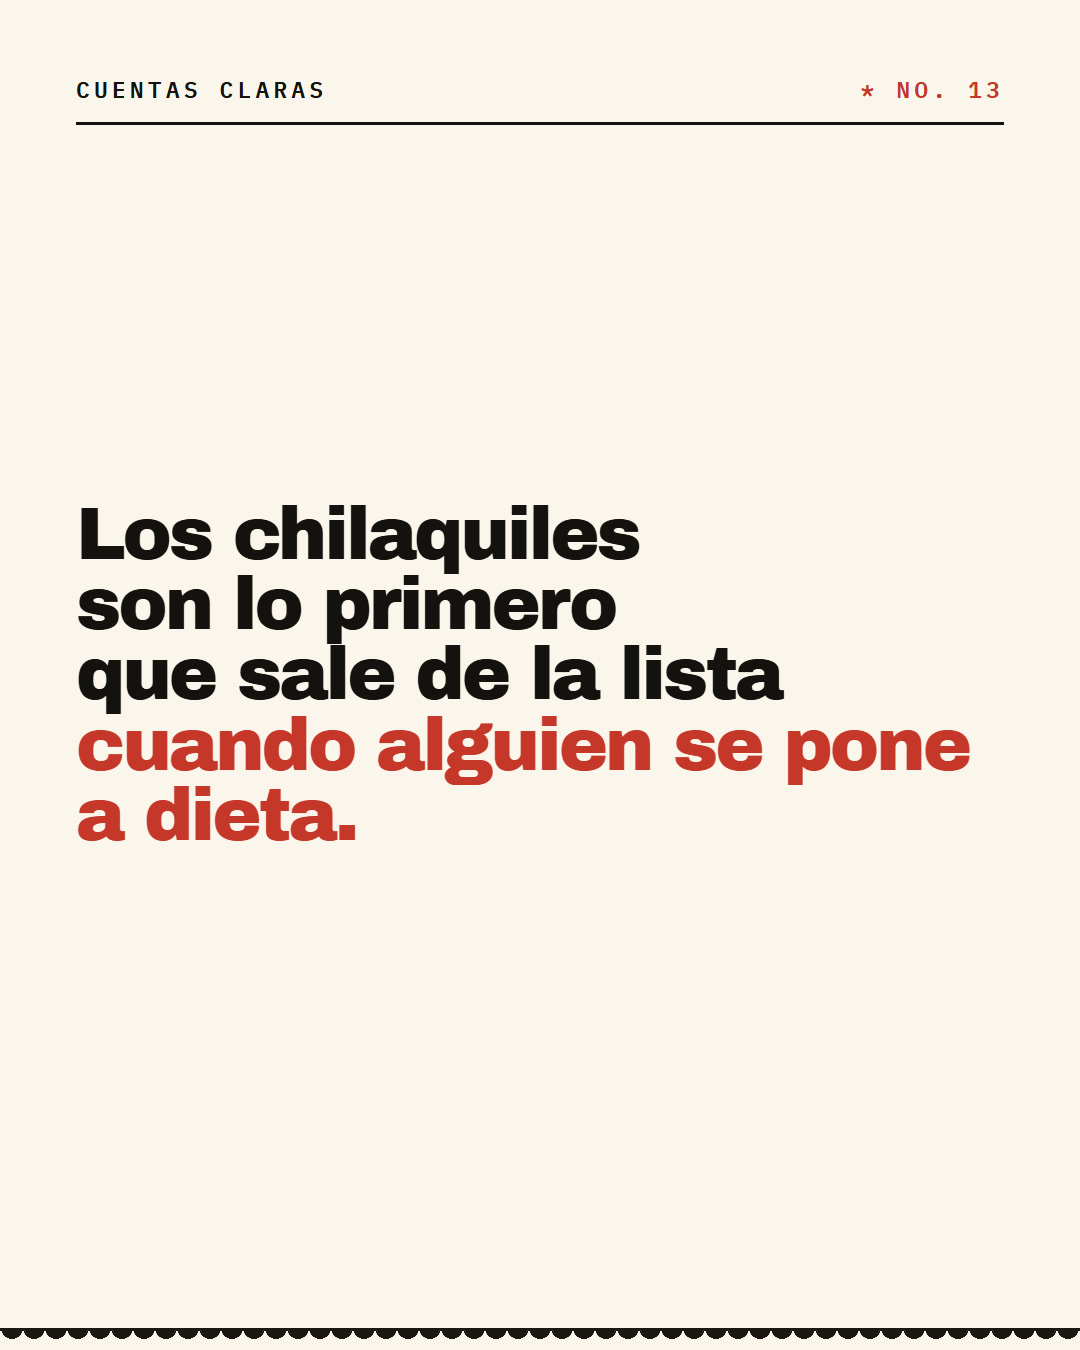 CUENTAS CLARAS
* NO. 13
Los chilaquiles
son lo primero
que sale de la lista
cuando alguien se pone
a dieta.